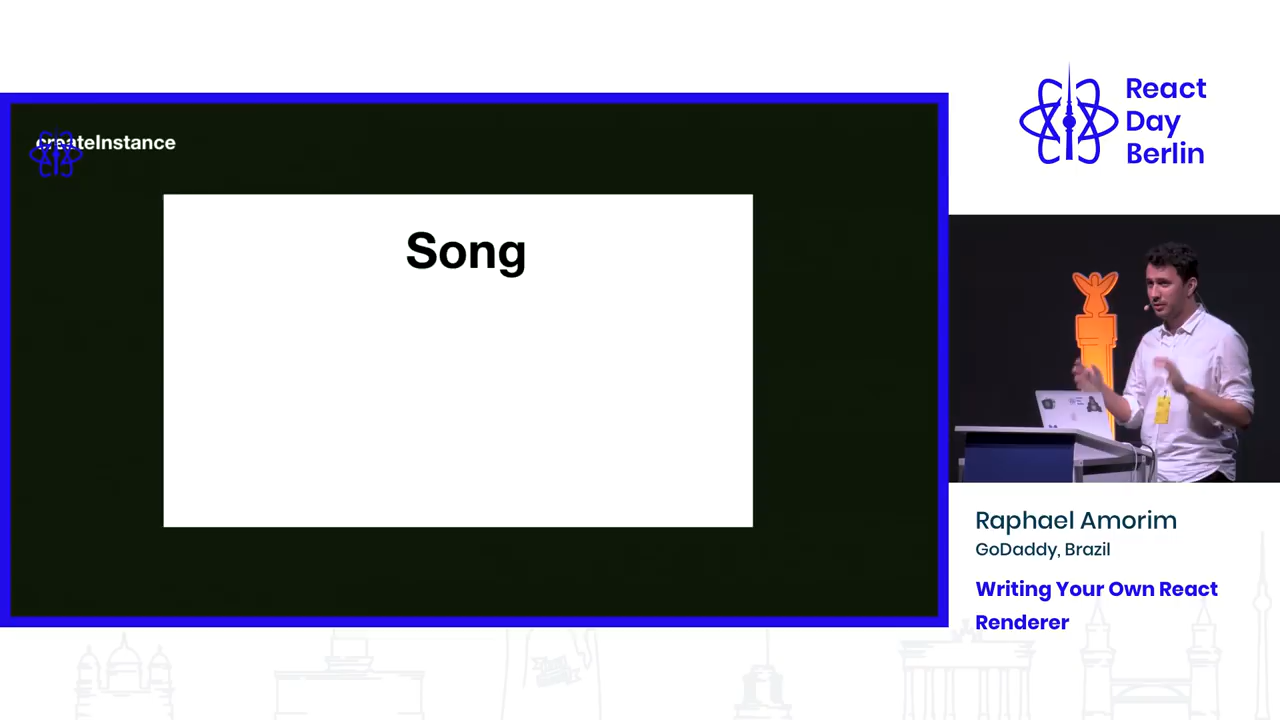 createInstance
Song
React
Day
Berlin
Raphael Amorim
GoDaddy, Brazil
Writing Your Own React
Renderer